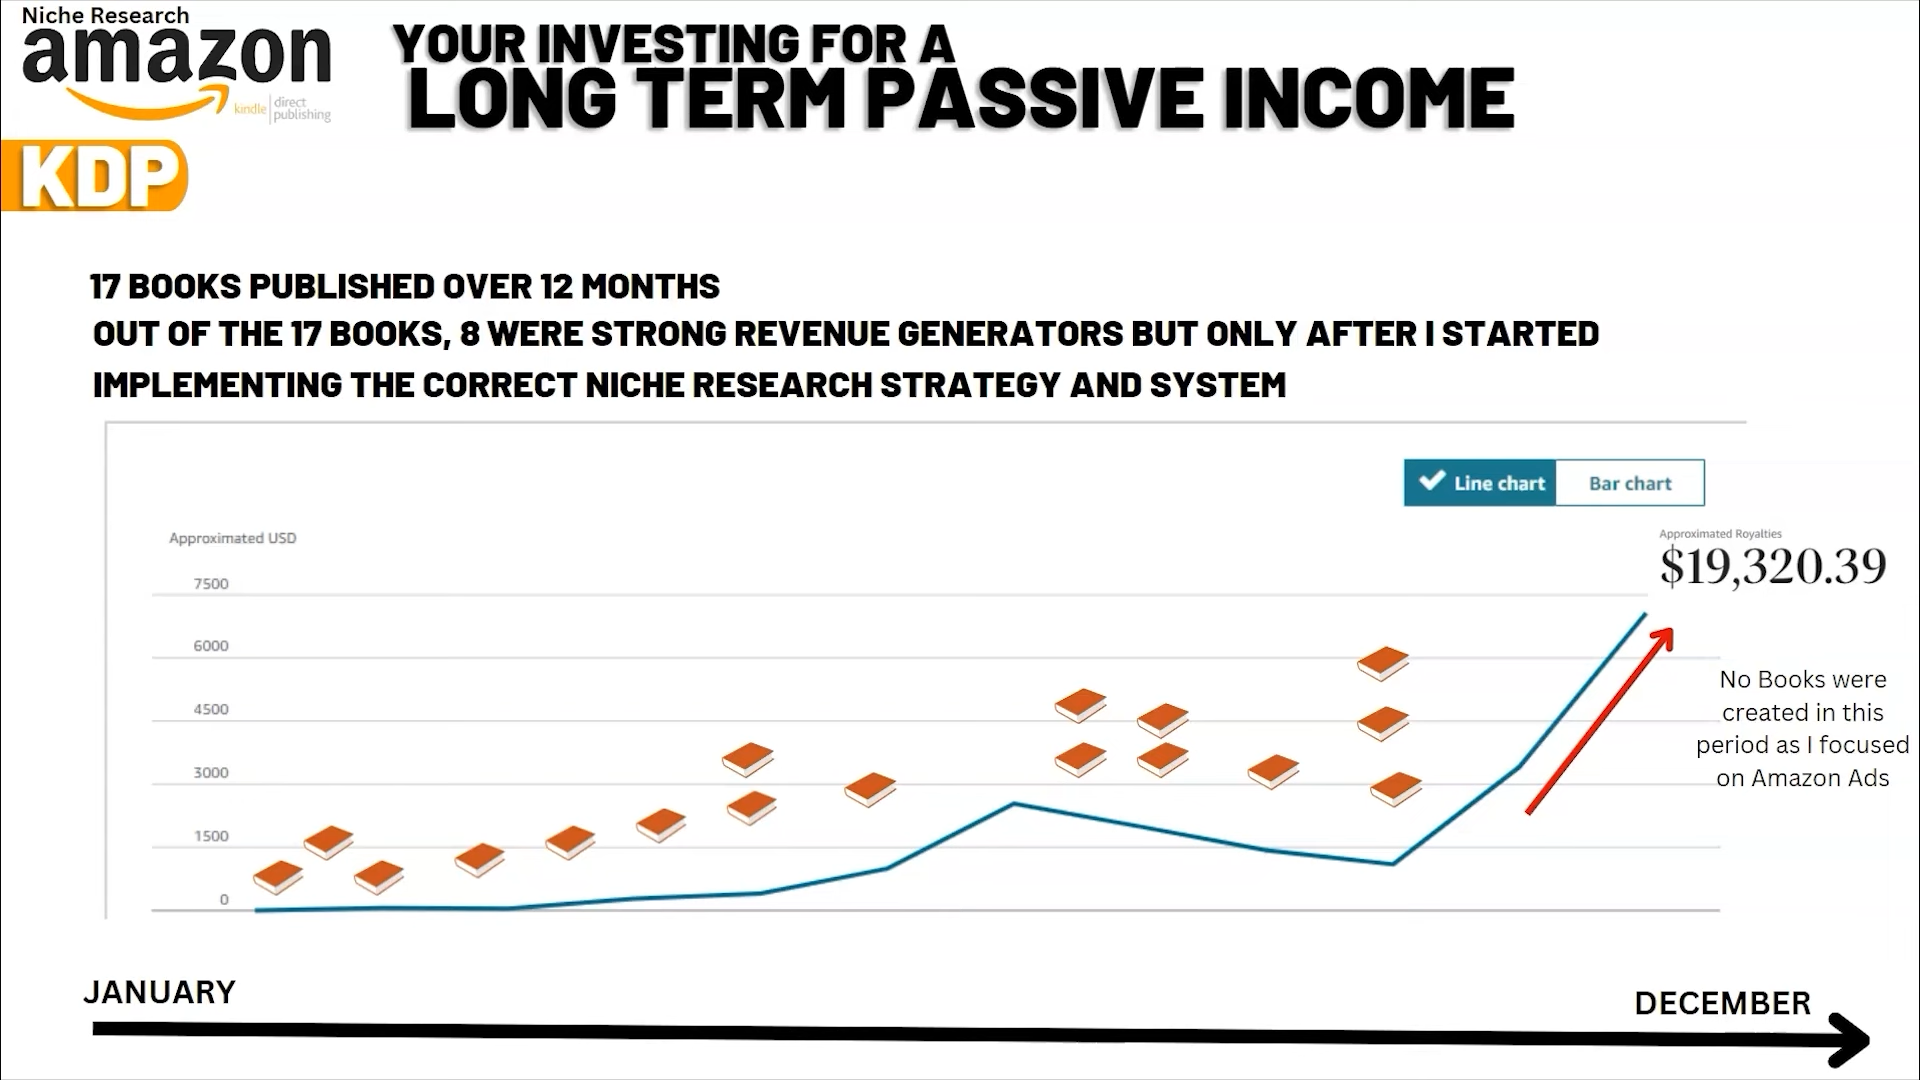 Niche Research
amazon
kindle direct
publishing
KDP
YOUR INVESTING FOR A
LONG TERM PASSIVE INCOME
17 BOOKS PUBLISHED OVER 12 MONTHS
OUT OF THE 17 BOOKS, 8 WERE STRONG REVENUE GENERATORS BUT ONLY AFTER I STARTED
IMPLEMENTING THE CORRECT NICHE RESEARCH STRATEGY AND SYSTEM
Line chart
Bar chart
Approximated USD
Approximated Royalties
$19,320.39
7500
6000
4500
3000
1500
0
No Books were
created in this
period as I focused
on Amazon Ads
JANUARY
DECEMBER